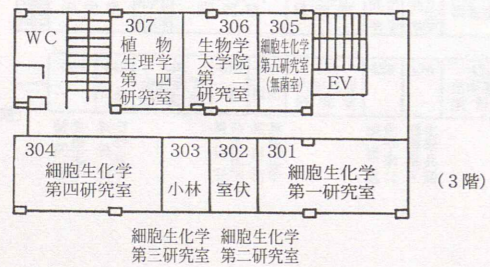 WC
307
植物
生理学
第四
研究室
306
生物学
大学院
第二
研究室
305
細胞生化学
第五研究室
(無菌室)
EV
304
細胞生化学
第四研究室
303
小林
302
室伏
301
細胞生化学
第一研究室
(3階)
細胞生化学
第三研究室
細胞生化学
第二研究室